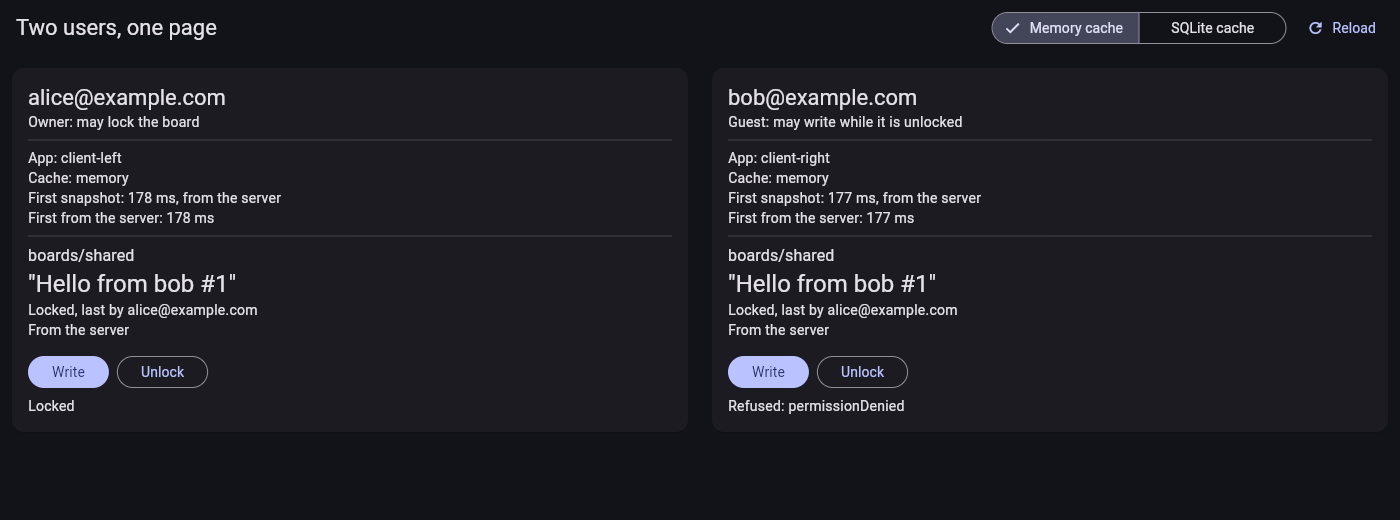 Two users, one page
Memory cache
SQLite cache
Reload
alice@example.com
Owner: may lock the board
App: client-left
Cache: memory
First snapshot: 178 ms, from the server
First from the server: 178 ms
boards/shared
"Hello from bob #1"
Locked, last by alice@example.com
From the server
Write
Unlock
Locked
bob@example.com
Guest: may write while it is unlocked
App: client-right
Cache: memory
First snapshot: 177 ms, from the server
First from the server: 177 ms
boards/shared
"Hello from bob #1"
Locked, last by alice@example.com
From the server
Write
Unlock
Refused: permissionDenied